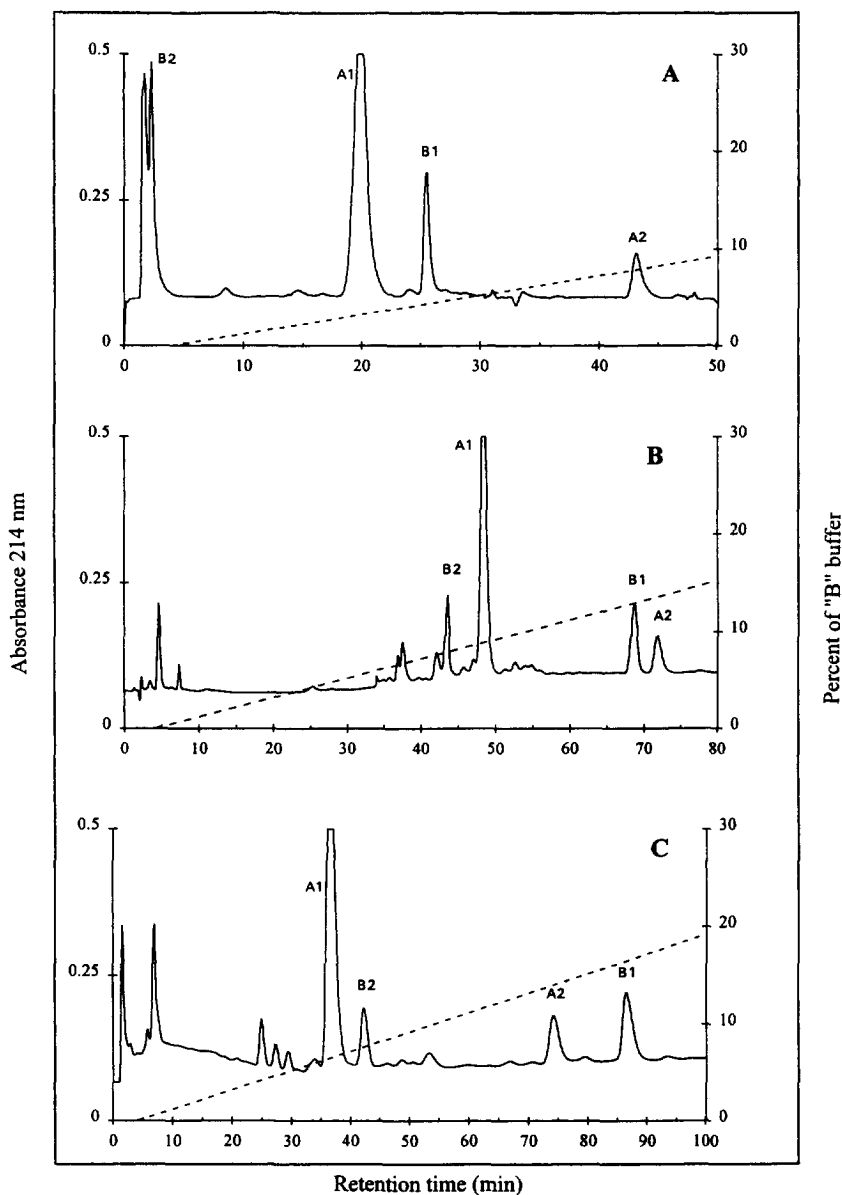 Absorbance 214 nm
Percent of "B" buffer
A
0.5
0.25
0
30
20
10
0
B2
A1
B1
A2
0 10 20 30 40 50
B
0.5
0.25
0
30
20
10
0
B2
A1
B1
A2
0 10 20 30 40 50 60 70 80
C
0.5
0.25
0
30
20
10
0
A1
B2
A2
B1
0 10 20 30 40 50 60 70 80 90 100
Retention time (min)